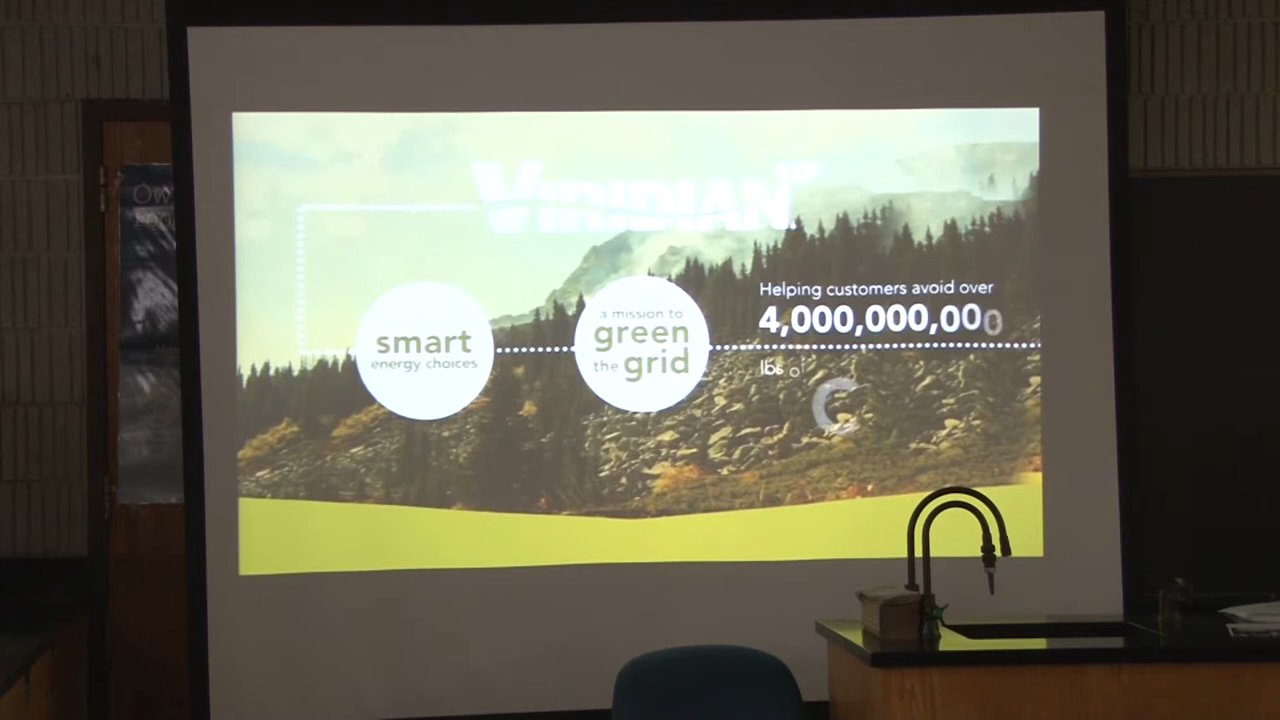 VIRIDIAN
smart
energy choices
a mission to
green
the grid
Helping customers avoid over
4,000,000,000
lbs o
C